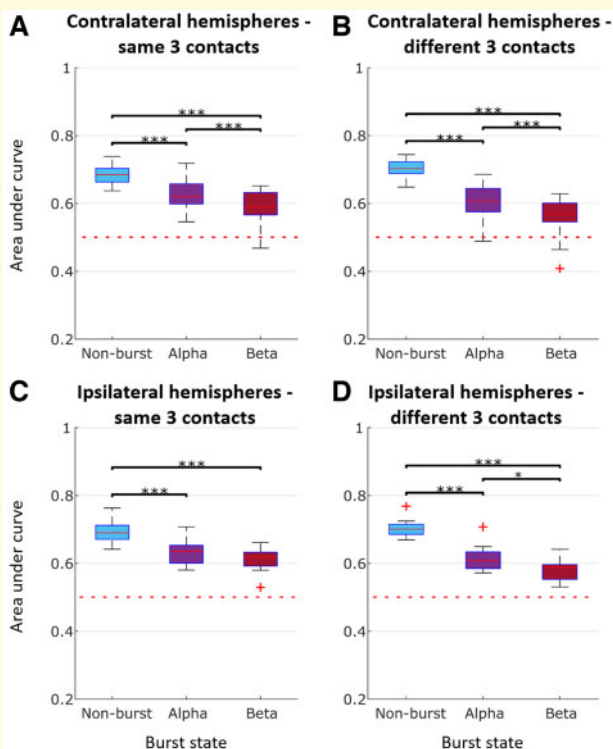 A
Contralateral hemispheres -
same 3 contacts
B
Contralateral hemispheres -
different 3 contacts
Area under curve
1
0.8
0.6
0.4
0.2
***
***
***
Non-burst Alpha Beta
1
0.8
0.6
0.4
0.2
***
***
***
Non-burst Alpha Beta
C
Ipsilateral hemispheres -
same 3 contacts
D
Ipsilateral hemispheres -
different 3 contacts
Area under curve
1
0.8
0.6
0.4
0.2
***
***
Non-burst Alpha Beta
Burst state
1
0.8
0.6
0.4
0.2
***
*
***
Non-burst Alpha Beta
Burst state